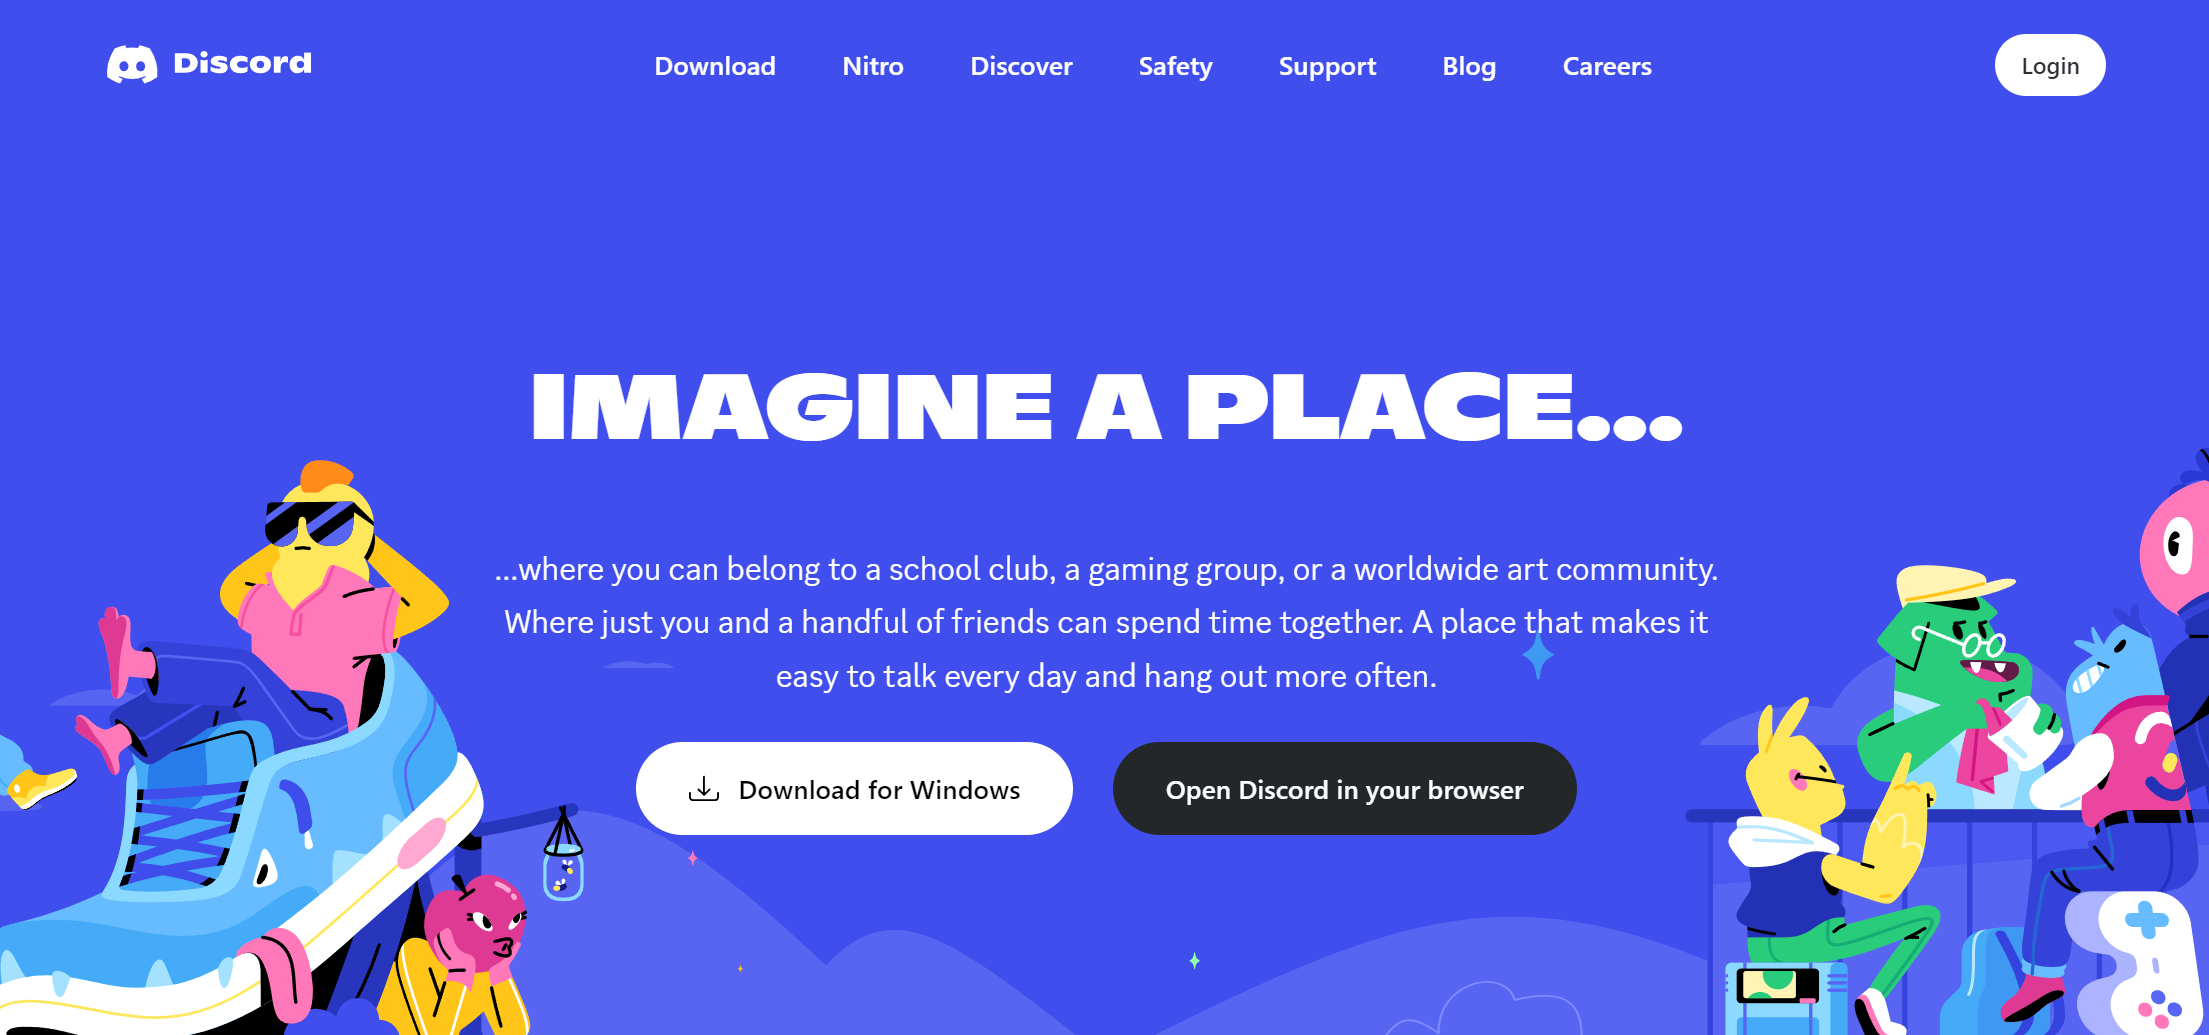 Discord
Download Nitro Discover Safety Support Blog Careers
Login
IMAGINE A PLACE...
...where you can belong to a school club, a gaming group, or a worldwide art community.
Where just you and a handful of friends can spend time together. A place that makes it
easy to talk every day and hang out more often.
Download for Windows
Open Discord in your browser